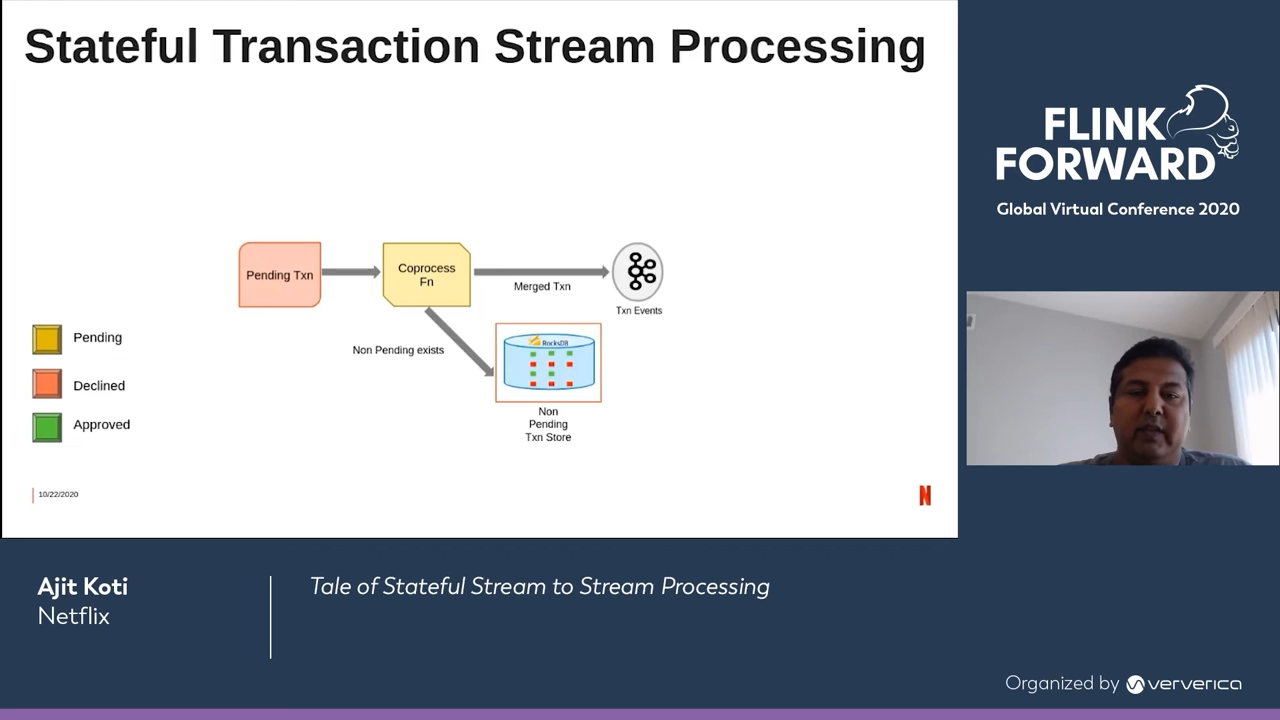 Stateful Transaction Stream Processing
Pending Txn
Coprocess
Fn
Merged Txn
Txn Events
Non Pending exists
RocksDB
Non
Pending
Txn Store
Pending
Declined
Approved
10/22/2020
N
FLINK
FORWARD
Global Virtual Conference 2020
Ajit Koti
Netflix
Tale of Stateful Stream to Stream Processing
Organized by ververica